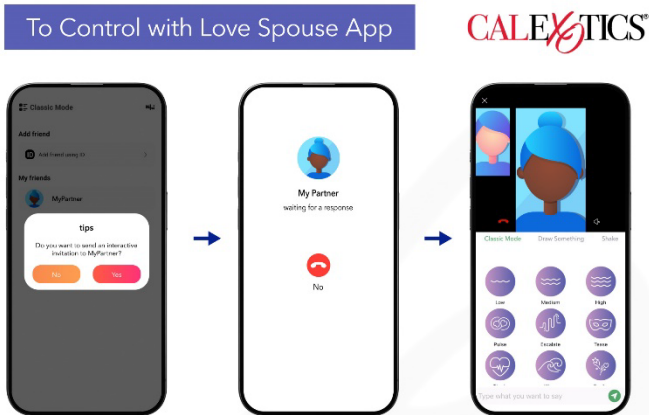 To Control with Love Spouse App
CALEXOTICS®
Classic Mode
Add friend
Add Friend using ID
My friends
MyPartner
tips
Do you want to send an interactive
invitation to MyPartner?
No
Yes
My Partner
waiting for a response
No
Classic Mode
Draw Something
Shake
Low
Medium
High
Pulse
Escalate
Tease
Type what you want to say